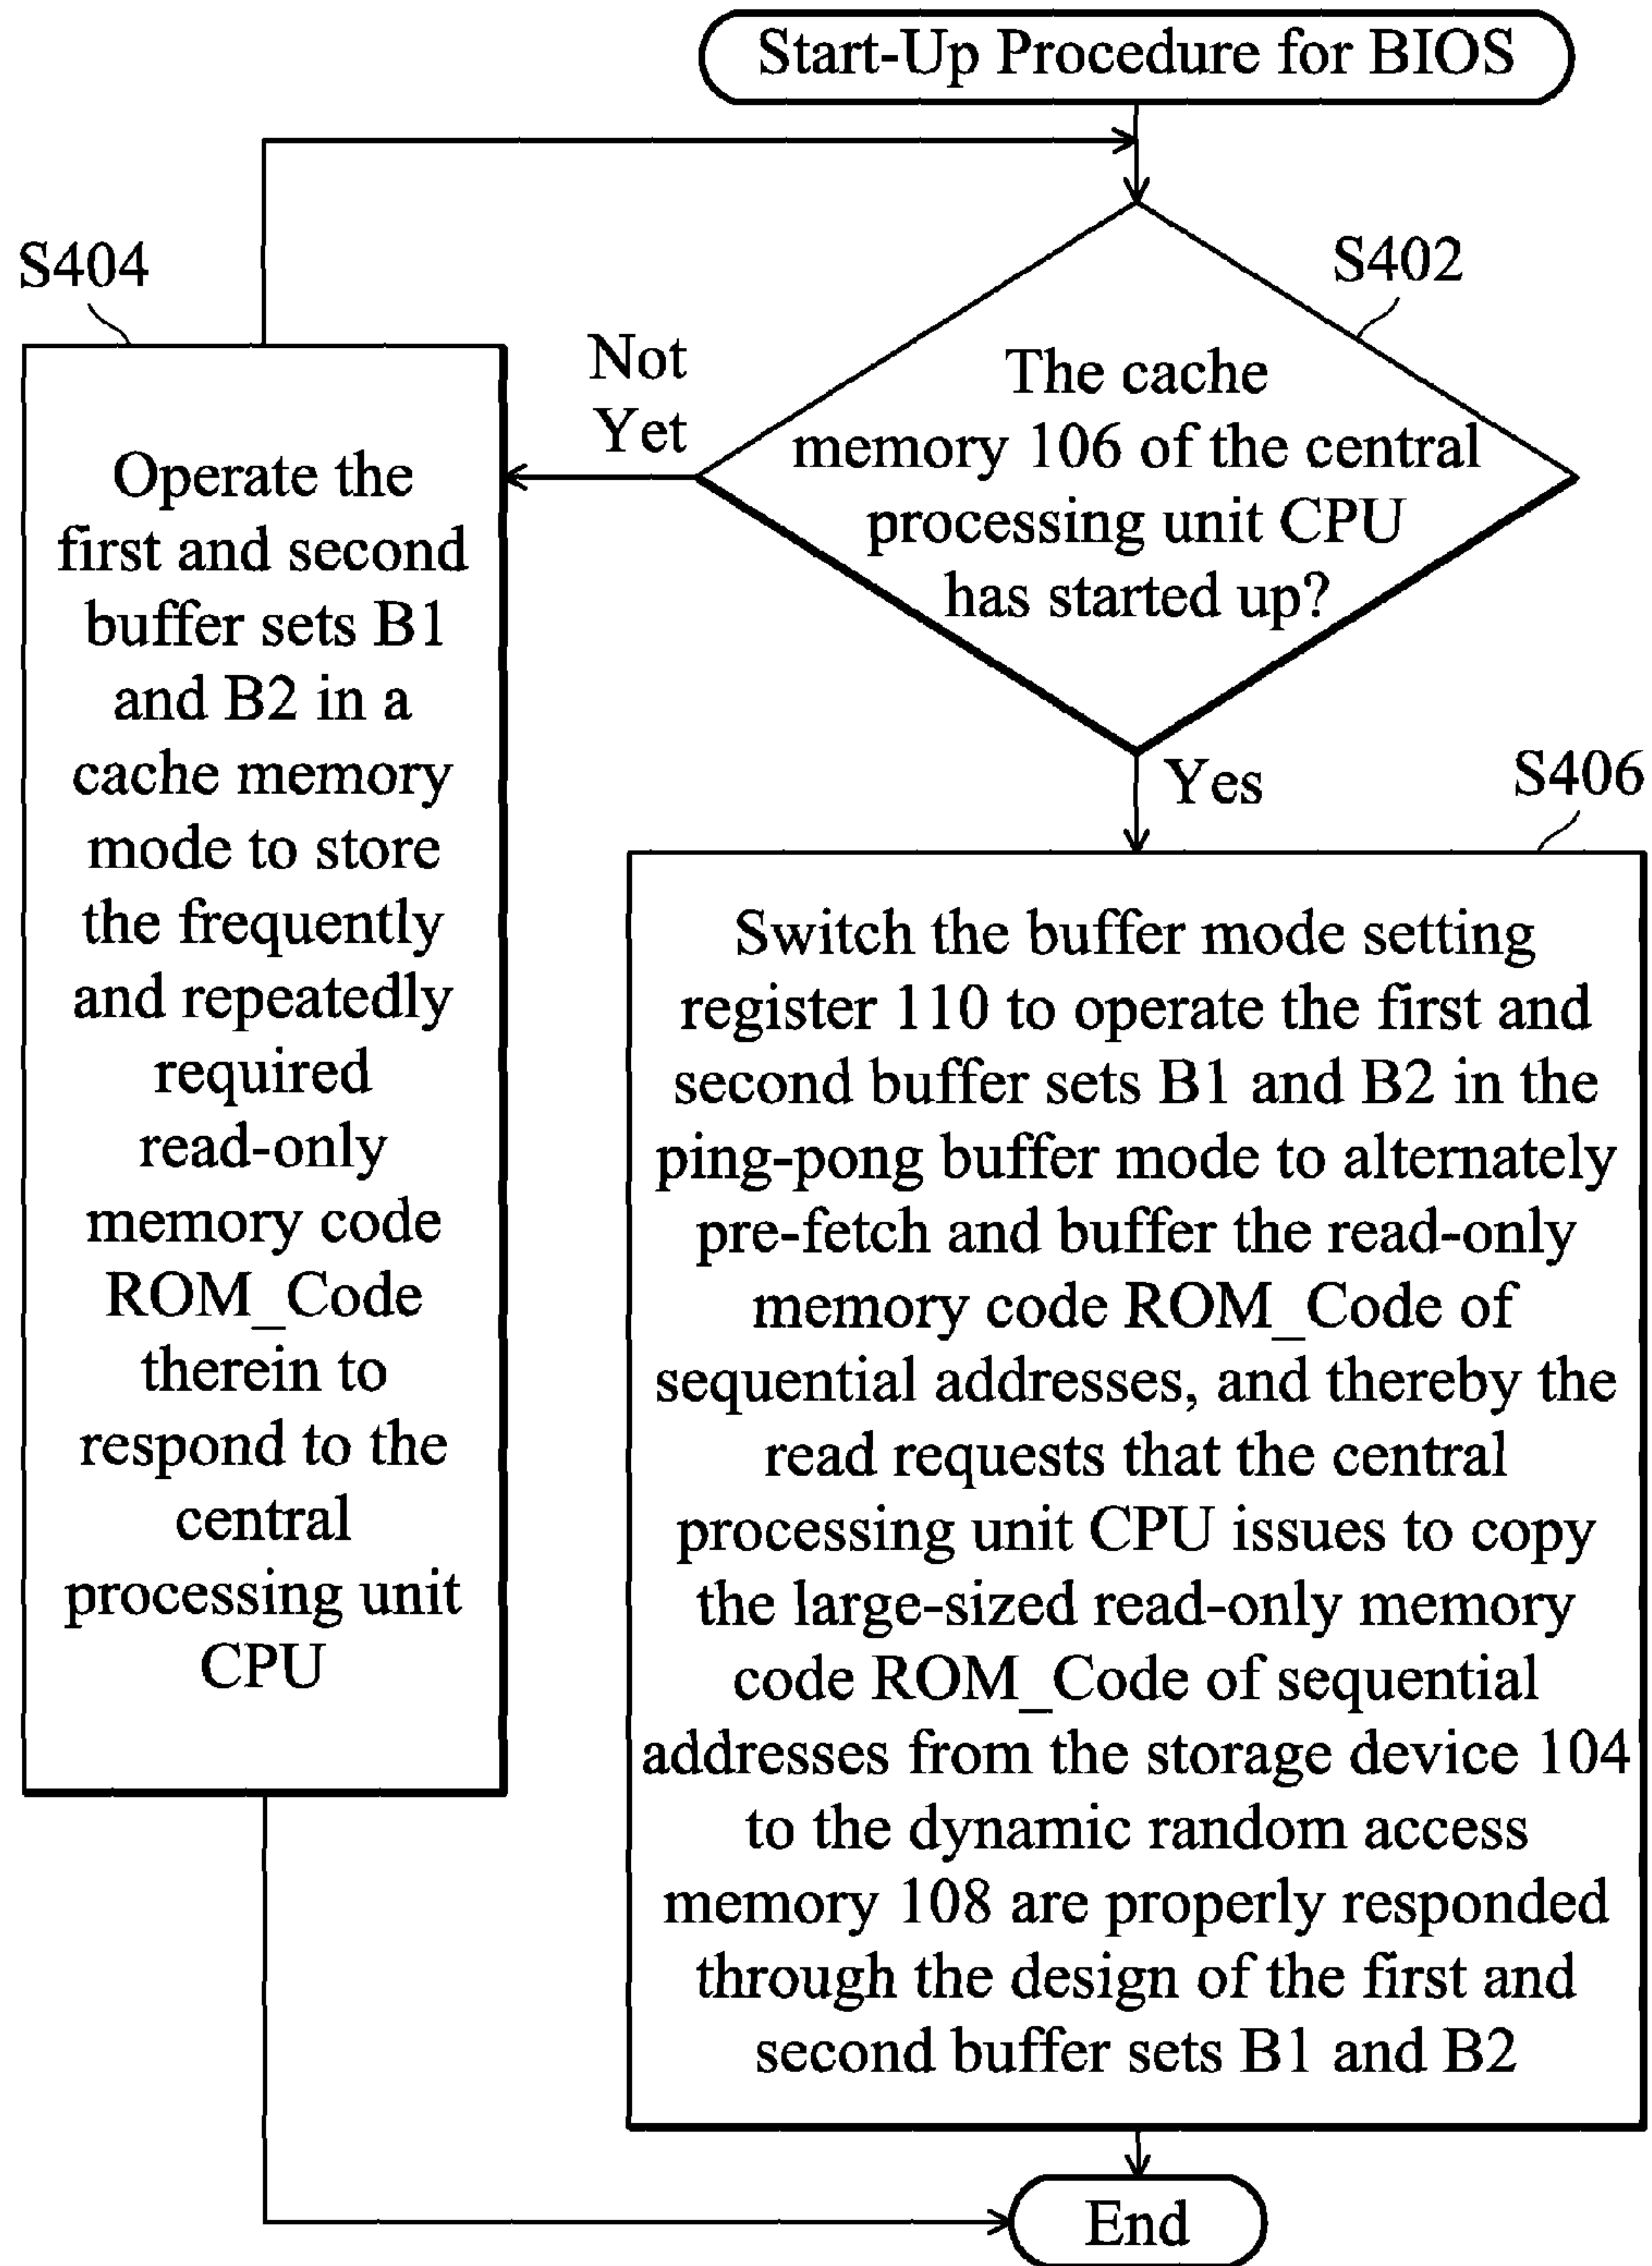 Start-Up Procedure for BIOS
S402
The cache
memory 106 of the central
processing unit CPU
has started up?
Not
Yet
S404
Operate the
first and second
buffer sets B1
and B2 in a
cache memory
mode to store
the frequently
and repeatedly
required
read-only
memory code
ROM_Code
therein to
respond to the
central
processing unit
CPU
Yes
S406
Switch the buffer mode setting
register 110 to operate the first and
second buffer sets B1 and B2 in the
ping-pong buffer mode to alternately
pre-fetch and buffer the read-only
memory code ROM_Code of
sequential addresses, and thereby the
read requests that the central
processing unit CPU issues to copy
the large-sized read-only memory
code ROM_Code of sequential
addresses from the storage device 104
to the dynamic random access
memory 108 are properly responded
through the design of the first and
second buffer sets B1 and B2
End